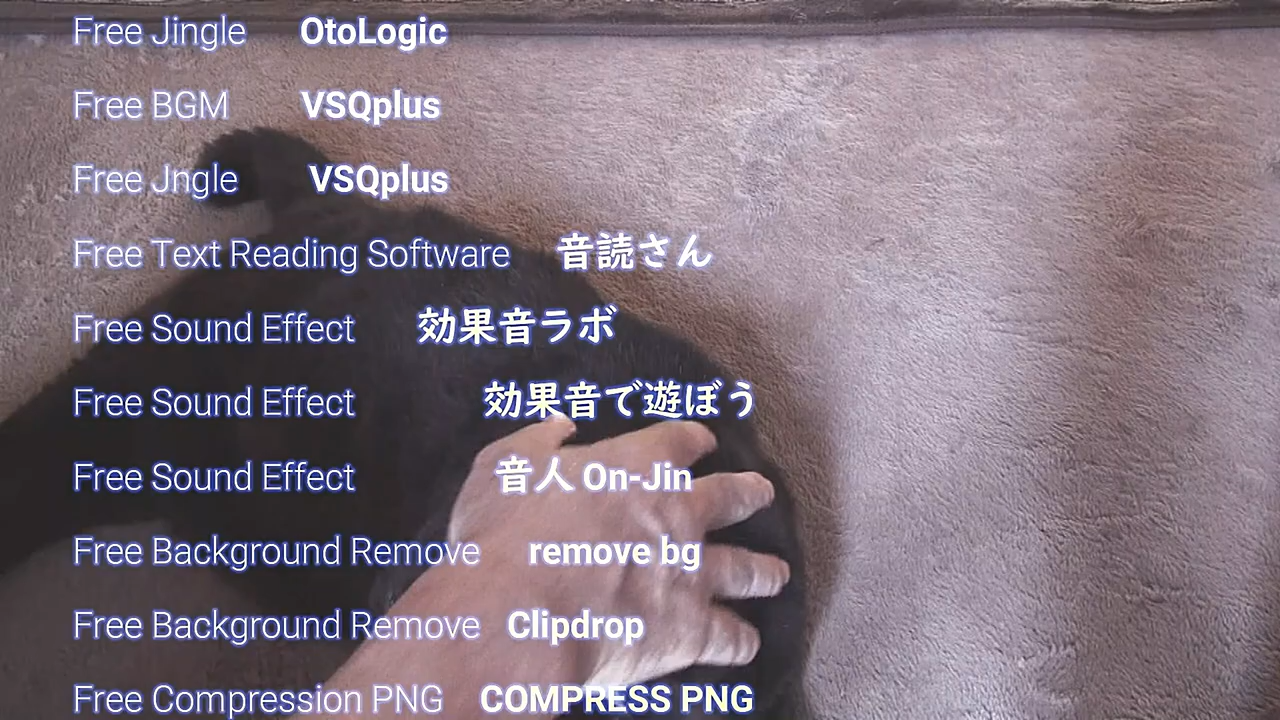 Free Jingle OtoLogic
Free BGM VSQplus
Free Jngle VSQplus
Free Text Reading Software 音読さん
Free Sound Effect 効果音ラボ
Free Sound Effect 効果音で遊ぼう
Free Sound Effect 音人 On-Jin
Free Background Remove remove bg
Free Background Remove Clipdrop
Free Compression PNG COMPRESS PNG